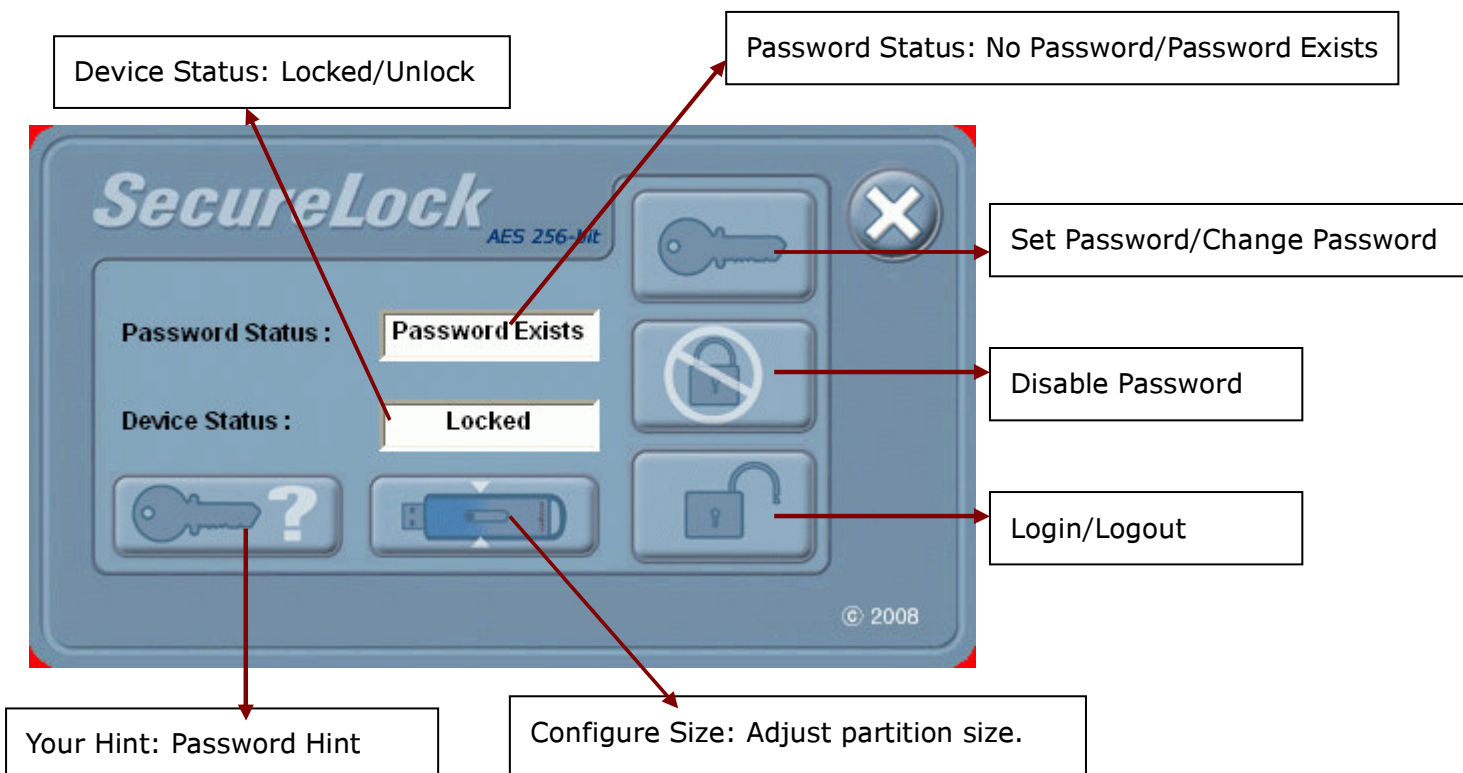 Password Status: No Password/Password Exists
Device Status: Locked/Unlock
SecureLock
AES 256-bit
Set Password/Change Password
Password Status :
Password Exists
Disable Password
Device Status :
Locked
?
Login/Logout
© 2008
Your Hint: Password Hint
Configure Size: Adjust partition size.